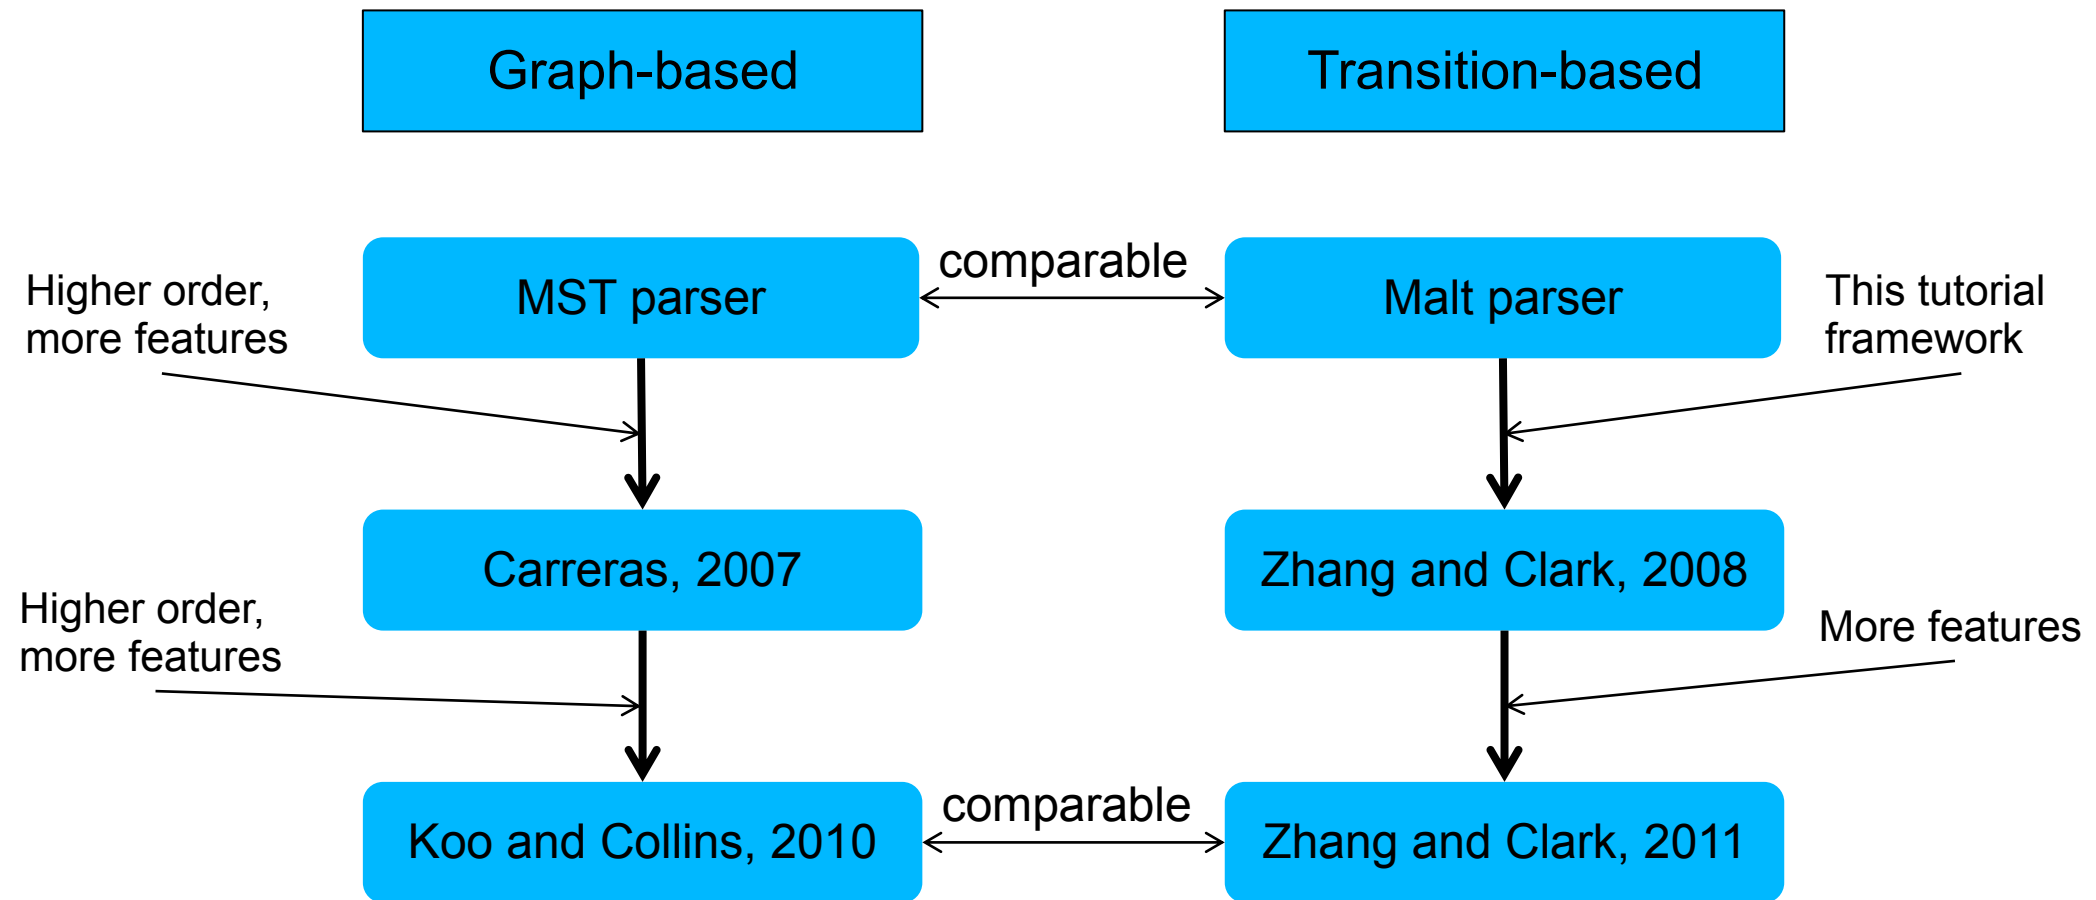 Graph-based
Transition-based
comparable
Higher order,
more features
MST parser
Malt parser
This tutorial
framework
Carreras, 2007
Zhang and Clark, 2008
Higher order,
more features
More features
comparable
Koo and Collins, 2010
Zhang and Clark, 2011